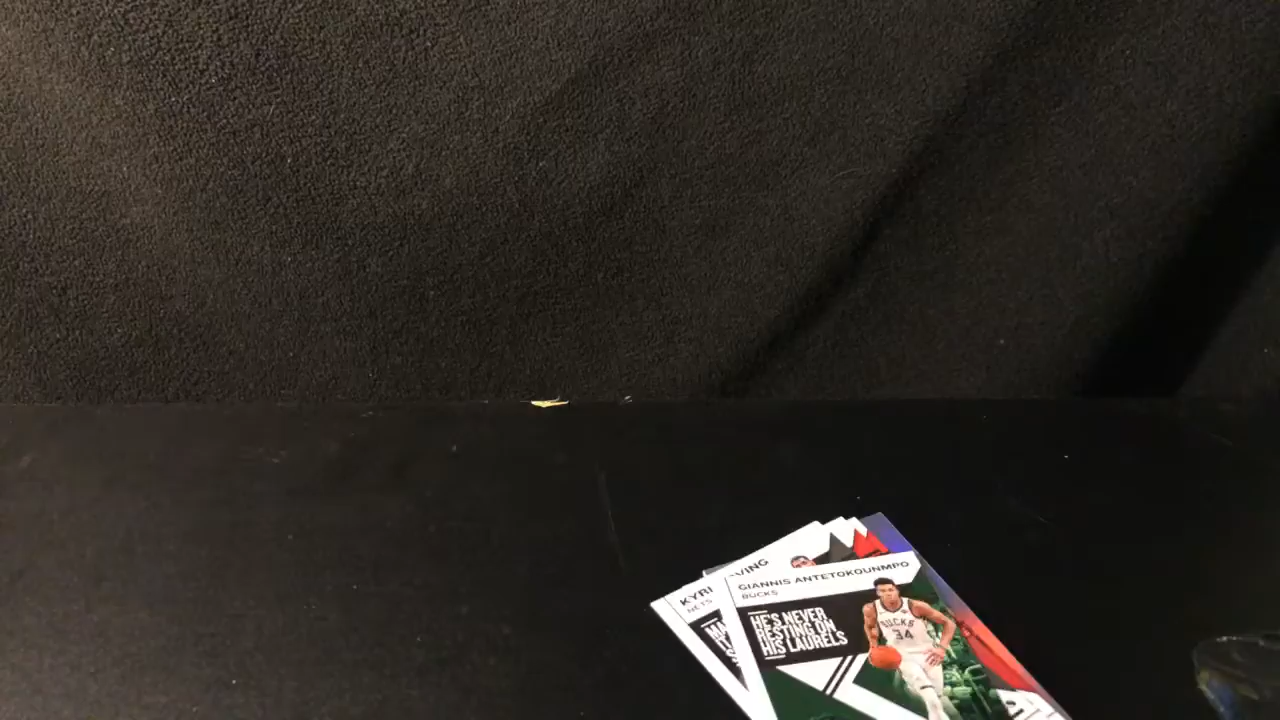 KYRI
VING
NETS
GIANNIS ANTETOKOUNMPO
BUCKS
HE'S NEVER
RESTING ON
HIS LAURELS
BUCKS
34